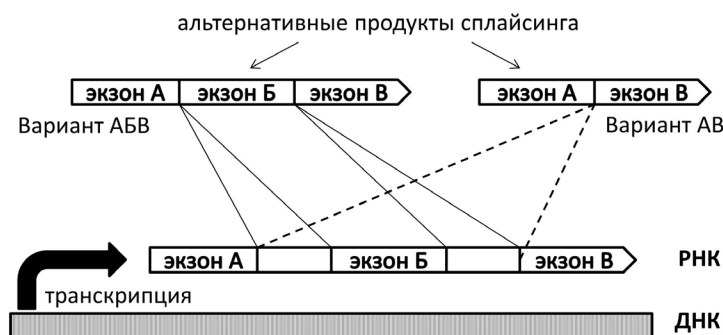 альтернативные продукты сплайсинга
экзон А экзон Б экзон В экзон А экзон В
Вариант АБВ Вариант АВ
экзон А экзон Б экзон В РНК
транскрипция
ДНК